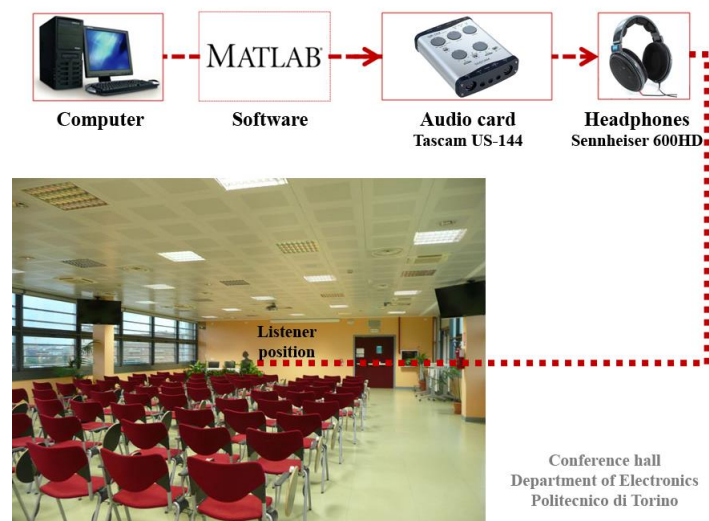 MATLAB
Computer
Software
Audio card
Tascam US-144
Headphones
Sennheiser 600HD
Listener
position
Conference hall
Department of Electronics
Politecnico di Torino